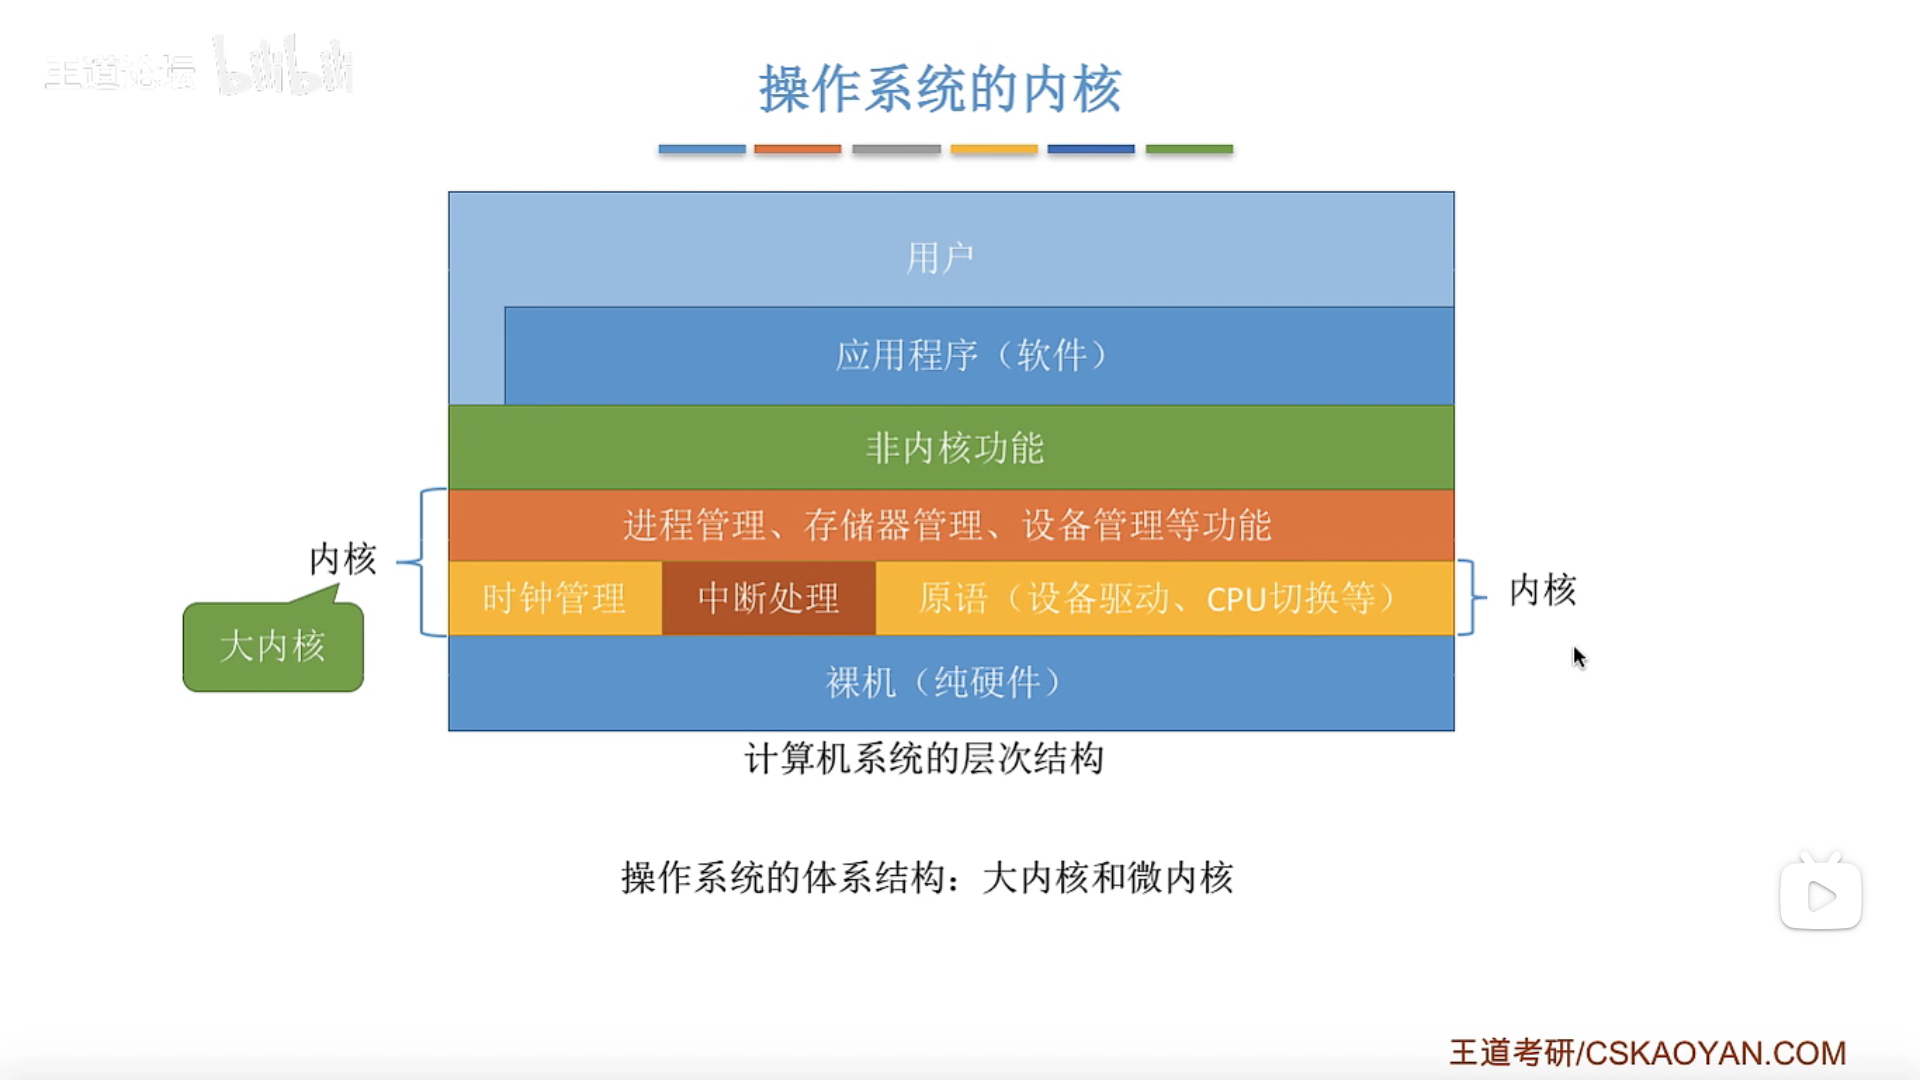 王道论坛 bilibili
操作系统的内核
用户
应用程序（软件）
非内核功能
进程管理、存储器管理、设备管理等功能
内核
时钟管理 中断处理 原语（设备驱动、CPU切换等）
内核
大内核
裸机（纯硬件）
计算机系统的层次结构
操作系统的体系结构：大内核和微内核
王道考研/CSKAOYAN.COM